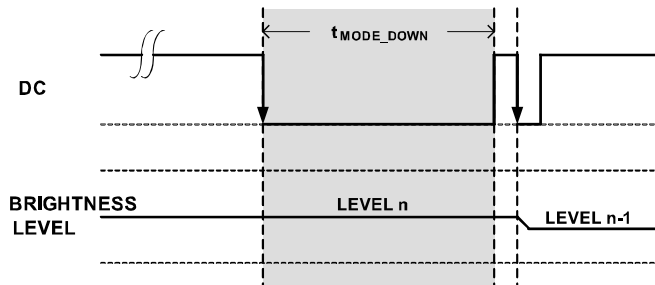 tMODE_DOWN
DC
BRIGHTNESS
LEVEL
LEVEL n
LEVEL n-1